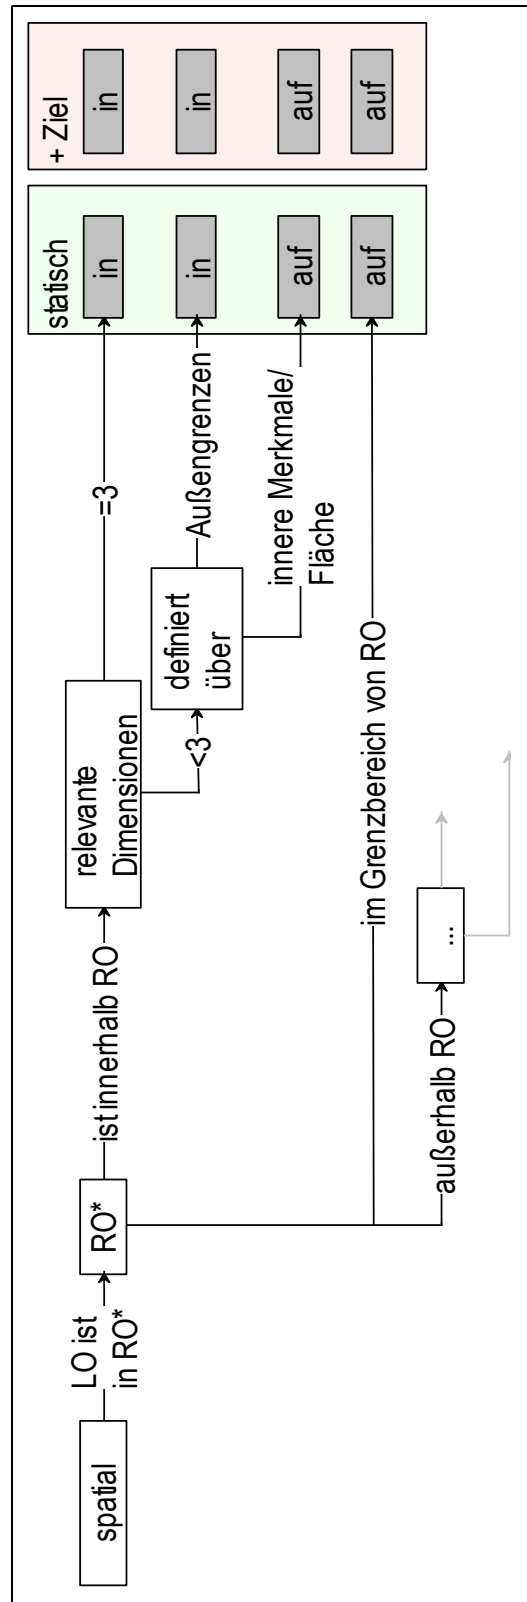 spatial
LO ist
in RO*
RO*
ist innerhalb RO
relevante
Dimensionen
=3
<3
definiert
über
Außengrenzen
innere Merkmale/
Fläche
im Grenzbereich von RO
außerhalb RO
...
statisch
in
in
auf
auf
+ Ziel
in
in
auf
auf